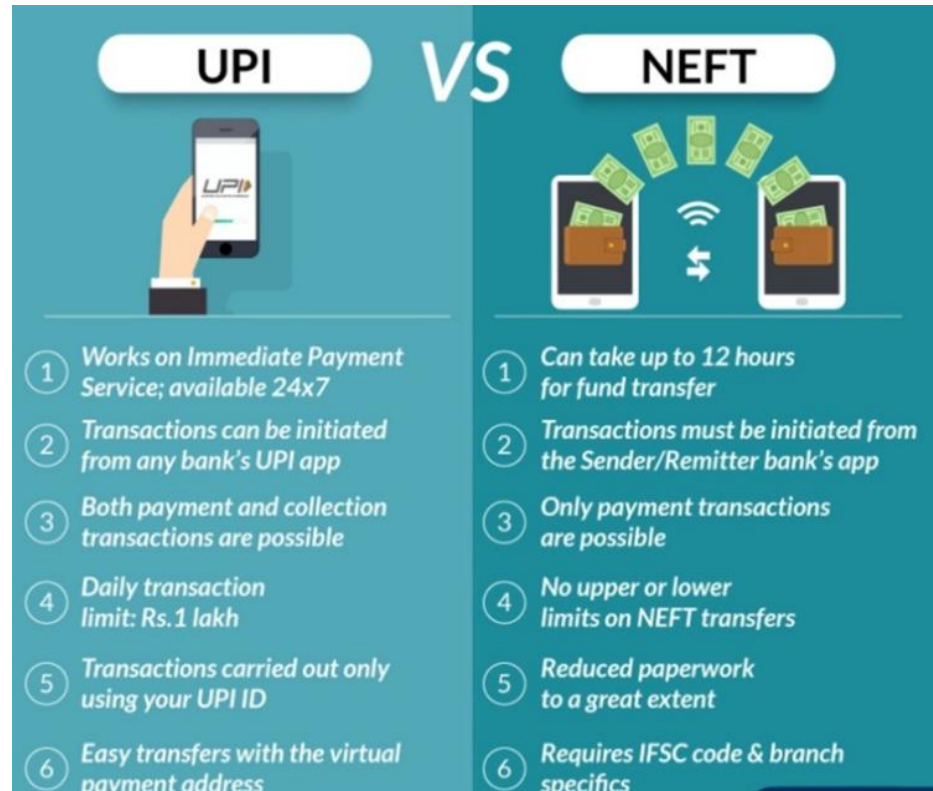 UPI
VS
NEFT
UPI
1
Works on Immediate Payment
Service; available 24x7
2
Transactions can be initiated
from any bank's UPI app
3
Both payment and collection
transactions are possible
4
Daily transaction
limit: Rs.1 lakh
5
Transactions carried out only
using your UPI ID
6
Easy transfers with the virtual
payment address
1
Can take up to 12 hours
for fund transfer
2
Transactions must be initiated from
the Sender/Remitter bank's app
3
Only payment transactions
are possible
4
No upper or lower
limits on NEFT transfers
5
Reduced paperwork
to a great extent
6
Requires IFSC code & branch
specifics